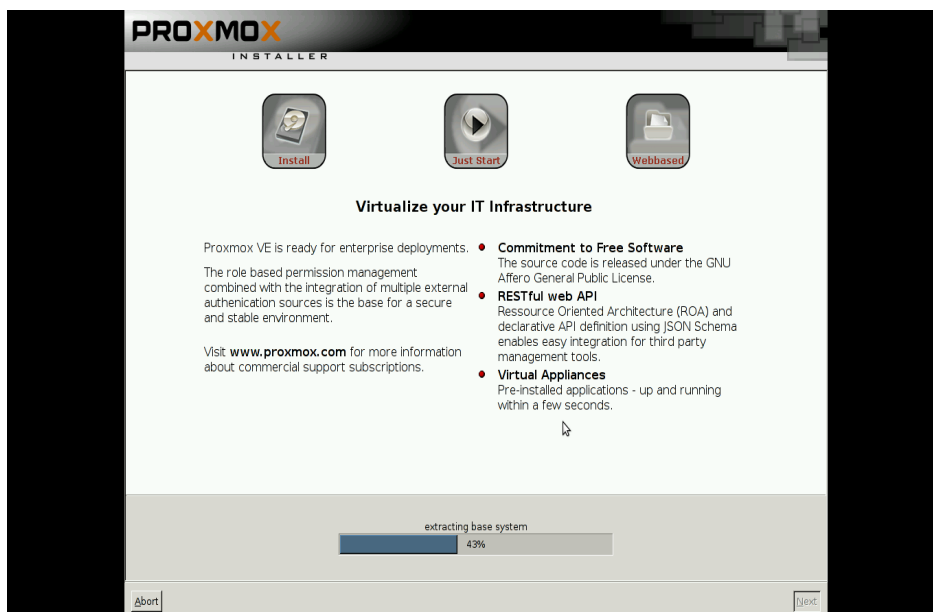 PROXMOX
INSTALLER
Install
Just Start
Webbased
Virtualize your IT Infrastructure
Proxmox VE is ready for enterprise deployments.
The role based permission management
combined with the integration of multiple external
authenication sources is the base for a secure
and stable environment.
Visit www.proxmox.com for more information
about commercial support subscriptions.
Commitment to Free Software
The source code is released under the GNU
Affero General Public License.
RESTful web API
Ressource Oriented Architecture (ROA) and
declarative API definition using JSON Schema
enables easy integration for third party
management tools.
Virtual Appliances
Pre-installed applications - up and running
within a few seconds.
extracting base system
43%
Abort
Next